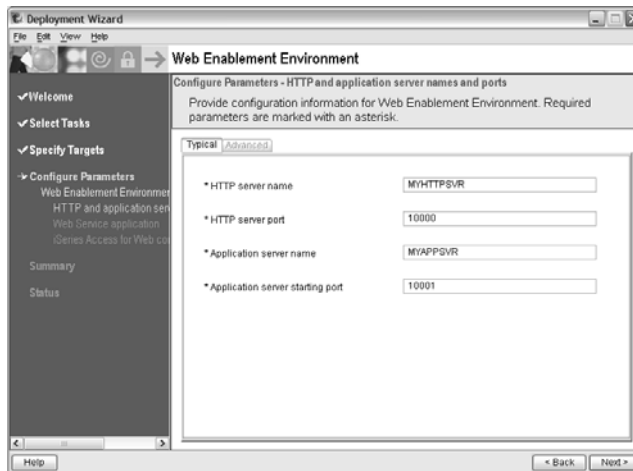 Deployment Wizard
File Edit View Help
Web Enablement Environment
Configure Parameters - HTTP and application server names and ports
Provide configuration information for Web Enablement Environment. Required
parameters are marked with an asterisk.
Welcome
Select Tasks
Specify Targets
Configure Parameters
Web Enablement Environmen
HTTP and application serv
Web Service application
iSeries Access for Web con
Summary
Status
Typical Advanced
* HTTP server name MYHTTPSVR
* HTTP server port 10000
* Application server name MYAPPSVR
* Application server starting port 10001
Help
< Back Next >